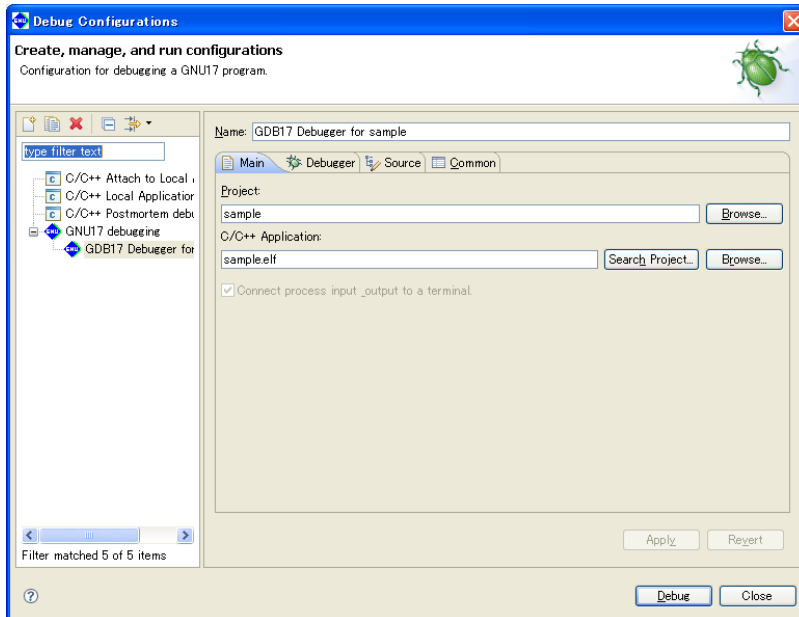 Debug Configurations
Create, manage, and run configurations
Configuration for debugging a GNU17 program.
type filter text
C/C++ Attach to Local
C/C++ Local Application
C/C++ Postmortem debu
GNU17 debugging
GDB17 Debugger for
Filter matched 5 of 5 items
Name: GDB17 Debugger for sample
Main Debugger Source Common
Project:
sample Browse...
C/C++ Application:
sample.elf Search Project... Browse...
Connect process input _output to a terminal.
Apply Revert
Debug Close